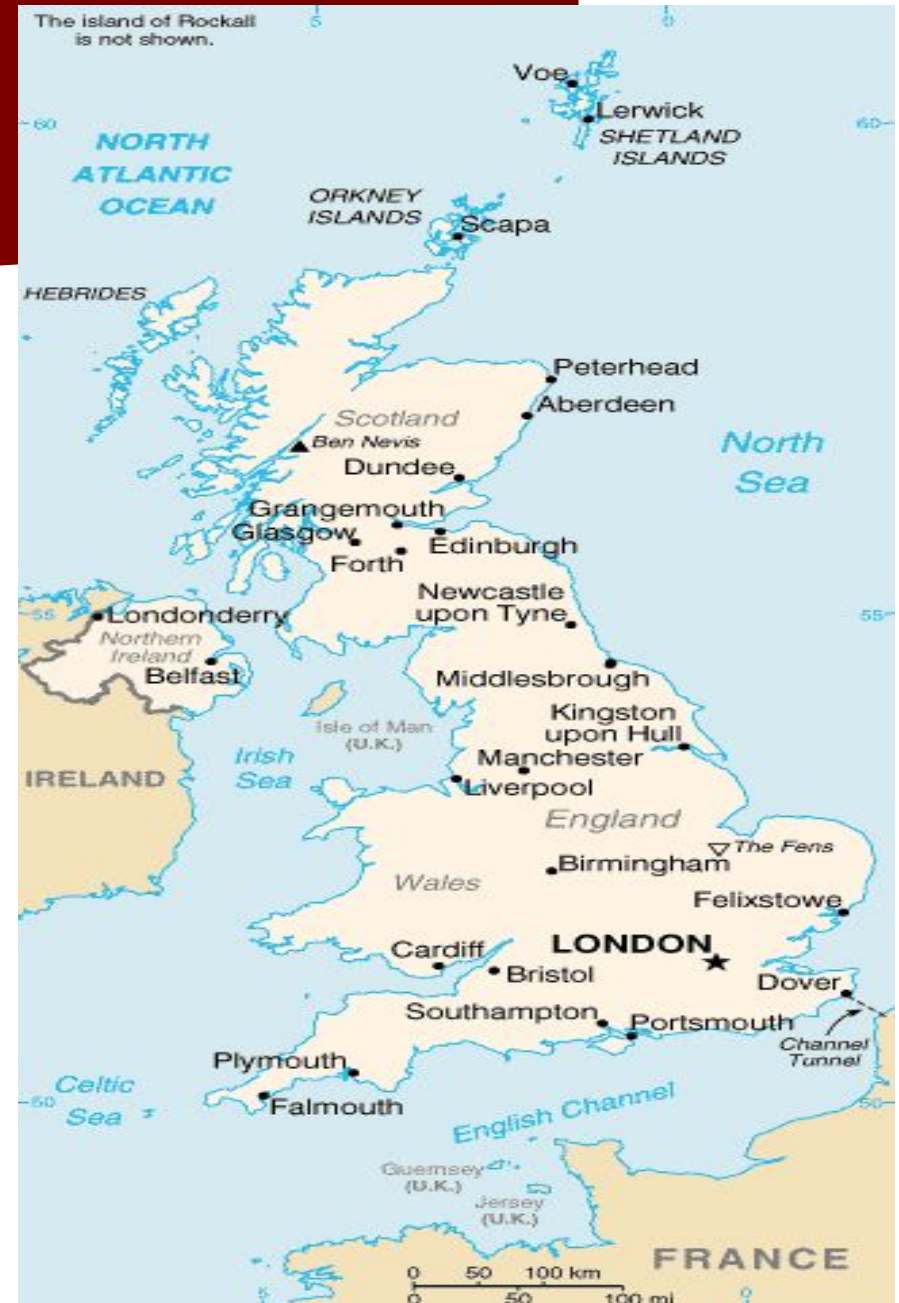 The island of Rockall
is not shown.
5
0
Voe
Lerwick
60
60
SHETLAND
ISLANDS
NORTH
ATLANTIC
OCEAN
ORKNEY
ISLANDS
Scapa
HEBRIDES
Peterhead
Aberdeen
Scotland
Ben Nevis
North
Sea
Dundee
Grangemouth
Glasgow
Edinburgh
Forth
Newcastle
upon Tyne
55
Londonderry
55
Northern
Ireland
Belfast
Middlesbrough
Kingston
upon Hull
Isle of Man
(U.K.)
Irish
Sea
Manchester
IRELAND
Liverpool
England
The Fens
Birmingham
Wales
Felixstowe
Cardiff
LONDON
Bristol
Dover
Southampton
Portsmouth
Channel
Tunnel
Plymouth
Celtic
Sea
50
50
Falmouth
English Channel
Guernsey
(U.K.)
Jersey
(U.K.)
FRANCE
0 50 100 km
0 50 100 mi
5
0